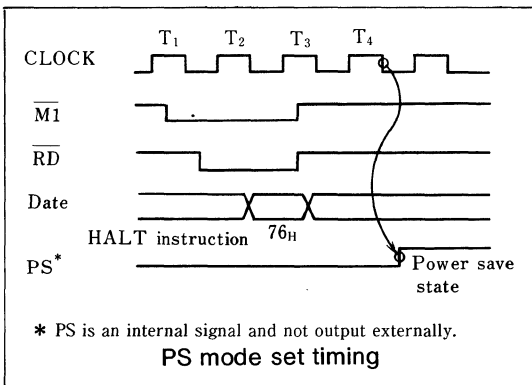 T1 T2 T3 T4
CLOCK
M1
RD
Date
HALT instruction 76H
PS*
Power save
state
* PS is an internal signal and not output externally.
PS mode set timing